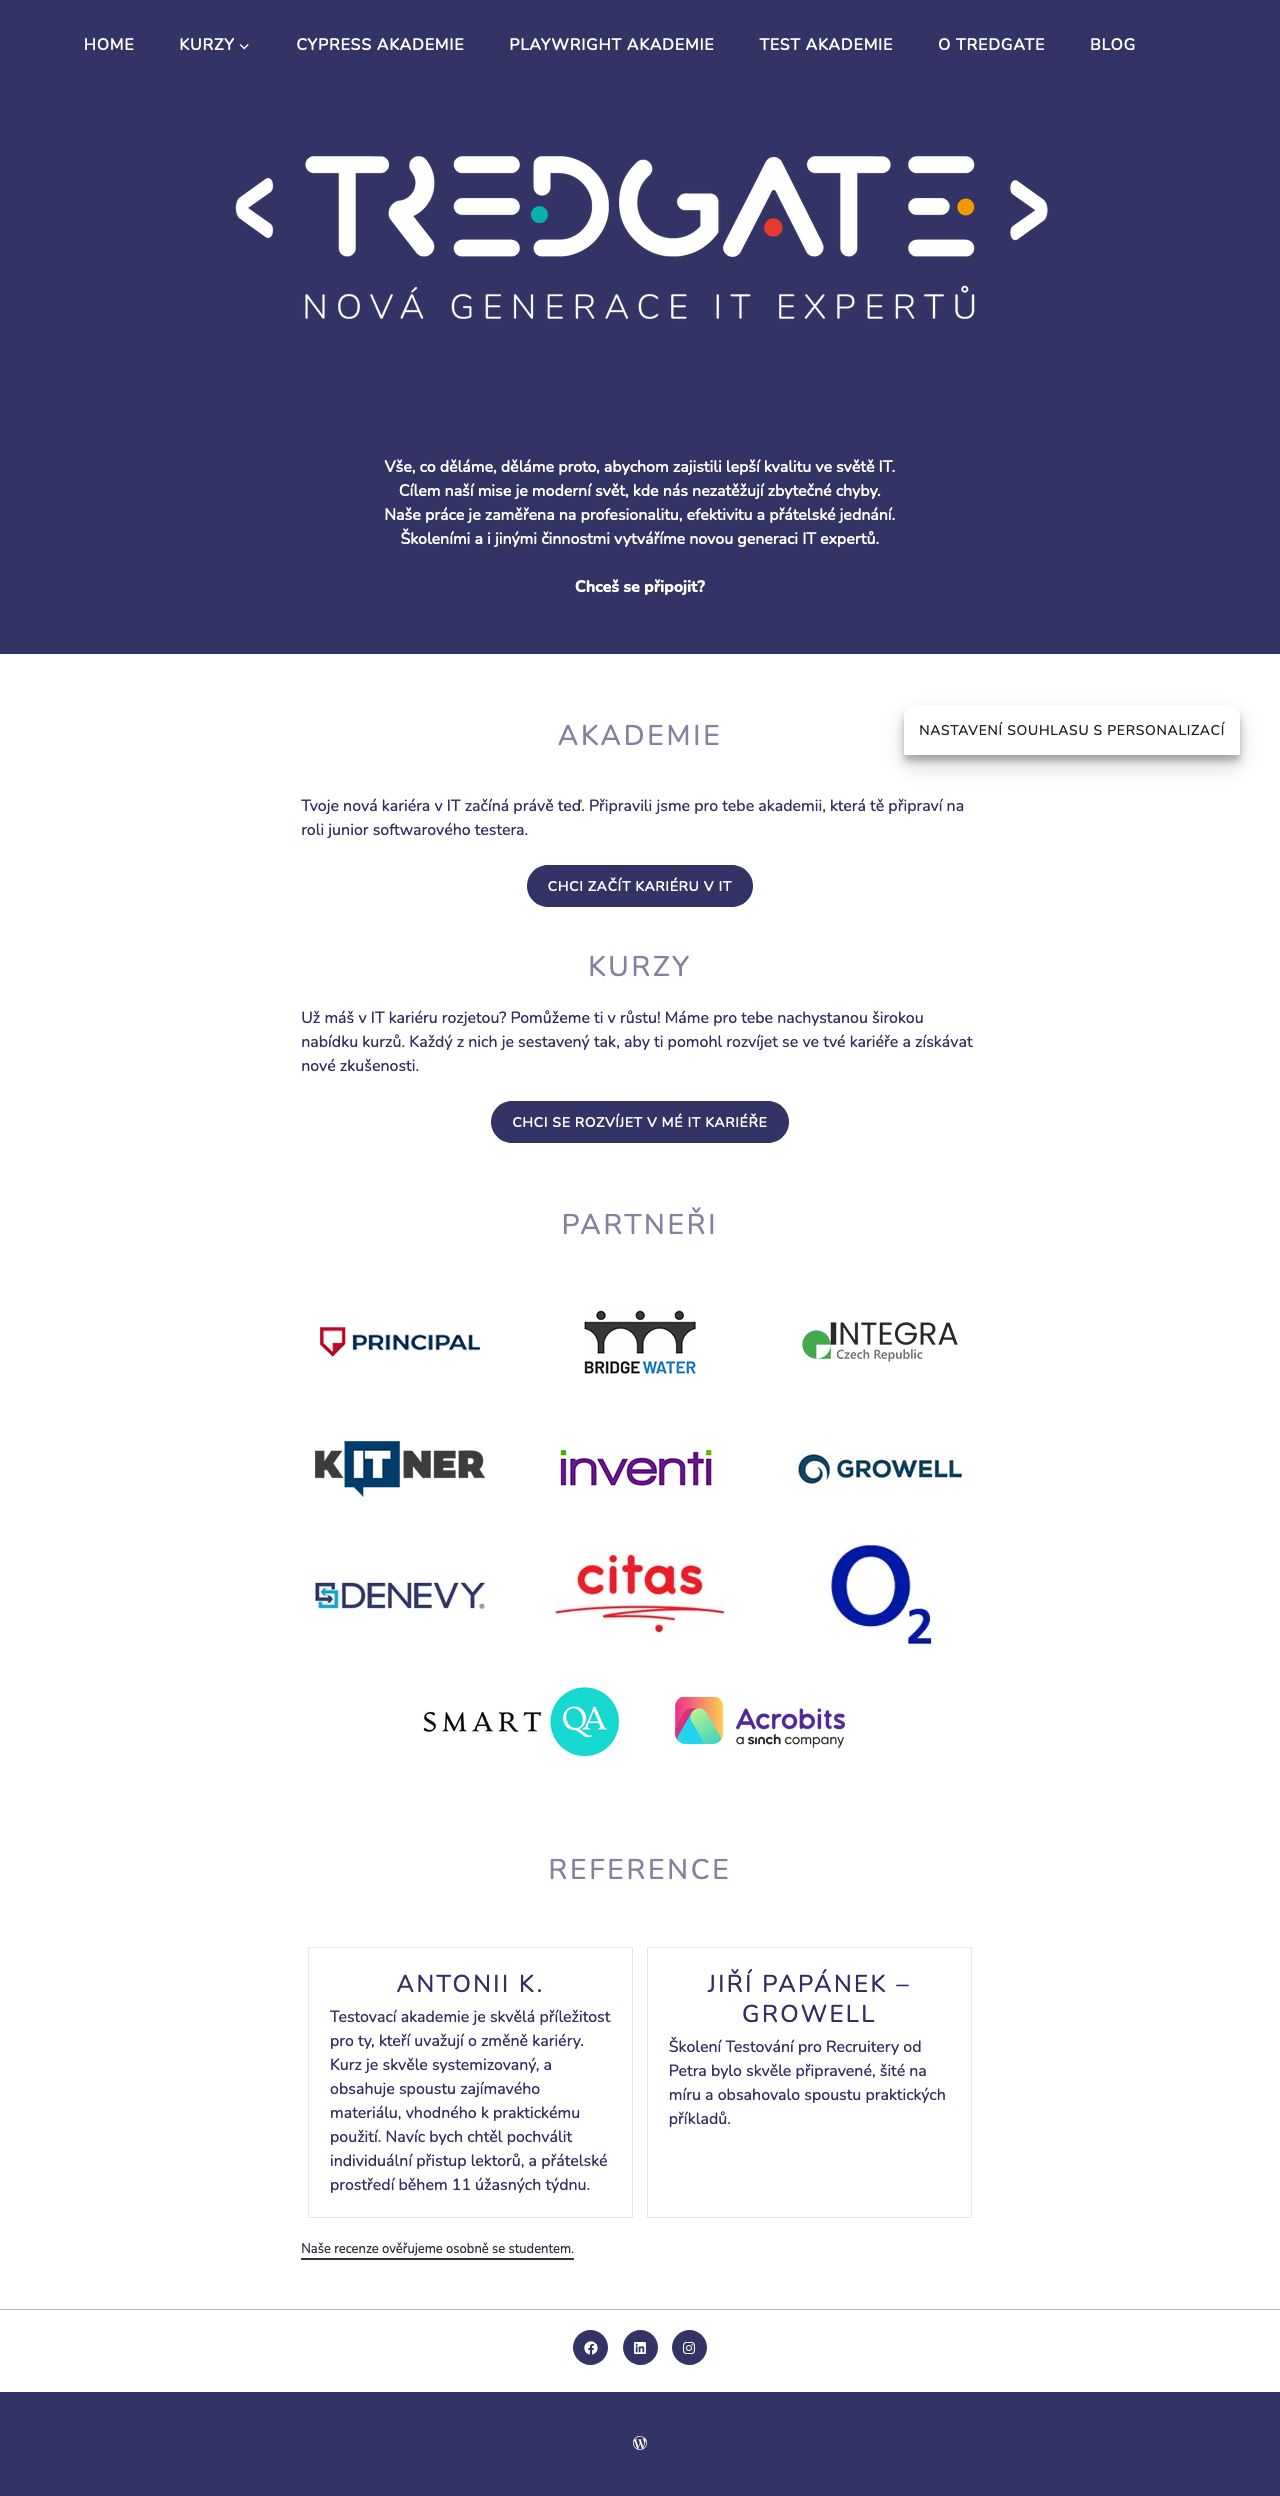 HOME KURZY CYPRESS AKADEMIE PLAYWRIGHT AKADEMIE TEST AKADEMIE O TREDGATE BLOG
< TREDGATE >
NOVÁ GENERACE IT EXPERTŮ
Vše, co děláme, děláme proto, abychom zajistili lepší kvalitu ve světě IT.
Cílem naší mise je moderní svět, kde nás nezatěžují zbytečné chyby.
Naše práce je zaměřena na profesionalitu, efektivitu a přátelské jednání.
Školeními a i jinými činnostmi vytváříme novou generaci IT expertů.
Chceš se připojit?
NASTAVENÍ SOUHLASU S PERSONALIZACÍ
AKADEMIE
Tvoje nová kariéra v IT začíná právě teď. Připravili jsme pro tebe akademii, která tě připraví na
roli junior softwarového testera.
CHCI ZAČÍT KARIÉRU V IT
KURZY
Už máš v IT kariéru rozjetou? Pomůžeme ti v růstu! Máme pro tebe nachystanou širokou
nabídku kurzů. Každý z nich je sestavený tak, aby ti pomohl rozvíjet se ve tvé kariéře a získávat
nové zkušenosti.
CHCI SE ROZVÍJET V MÉ IT KARIÉŘE
PARTNEŘI
PRINCIPAL
BRIDGE WATER
INTEGRA
Czech Republic
KITNER
inventi
GROWELL
DENEVY®
citas
O2
SMART QA
Acrobits
a sinch company
REFERENCE
ANTONII K.
Testovací akademie je skvělá příležitost
pro ty, kteří uvažují o změně kariéry.
Kurz je skvěle systemizovaný, a
obsahuje spoustu zajímavého
materiálu, vhodného k praktickému
použití. Navíc bych chtěl pochválit
individuální přistup lektorů, a přátelské
prostředí během 11 úžasných týdnu.
JIŘÍ PAPÁNEK –
GROWELL
Školení Testování pro Recruitery od
Petra bylo skvěle připravené, šité na
míru a obsahovalo spoustu praktických
příkladů.
Naše recenze ověřujeme osobně se studentem.